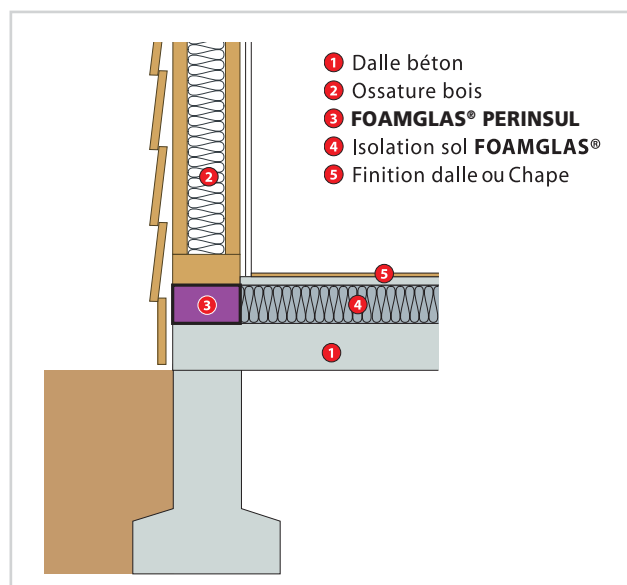 1 Dalle béton
2 Ossature bois
3 FOAMGLAS® PERINSUL
4 Isolation sol FOAMGLAS®
5 Finition dalle ou Chape
2
5
3
4
1